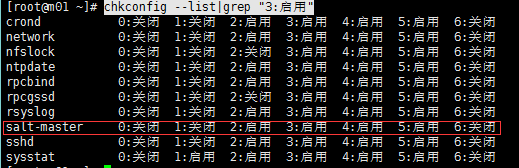 [root@m01 ~]# chkconfig --list|grep "3:启用"
crond 0:关闭 1:关闭 2:启用 3:启用 4:启用 5:启用 6:关闭
network 0:关闭 1:关闭 2:启用 3:启用 4:启用 5:启用 6:关闭
nfslock 0:关闭 1:关闭 2:关闭 3:启用 4:启用 5:启用 6:关闭
ntpdate 0:关闭 1:关闭 2:启用 3:启用 4:启用 5:启用 6:关闭
rpcbind 0:关闭 1:关闭 2:启用 3:启用 4:启用 5:启用 6:关闭
rpcgssd 0:关闭 1:关闭 2:关闭 3:启用 4:启用 5:启用 6:关闭
rsyslog 0:关闭 1:关闭 2:启用 3:启用 4:启用 5:启用 6:关闭
salt-master 0:关闭 1:关闭 2:启用 3:启用 4:启用 5:启用 6:关闭
sshd 0:关闭 1:关闭 2:启用 3:启用 4:启用 5:启用 6:关闭
sysstat 0:关闭 1:启用 2:启用 3:启用 4:启用 5:启用 6:关闭